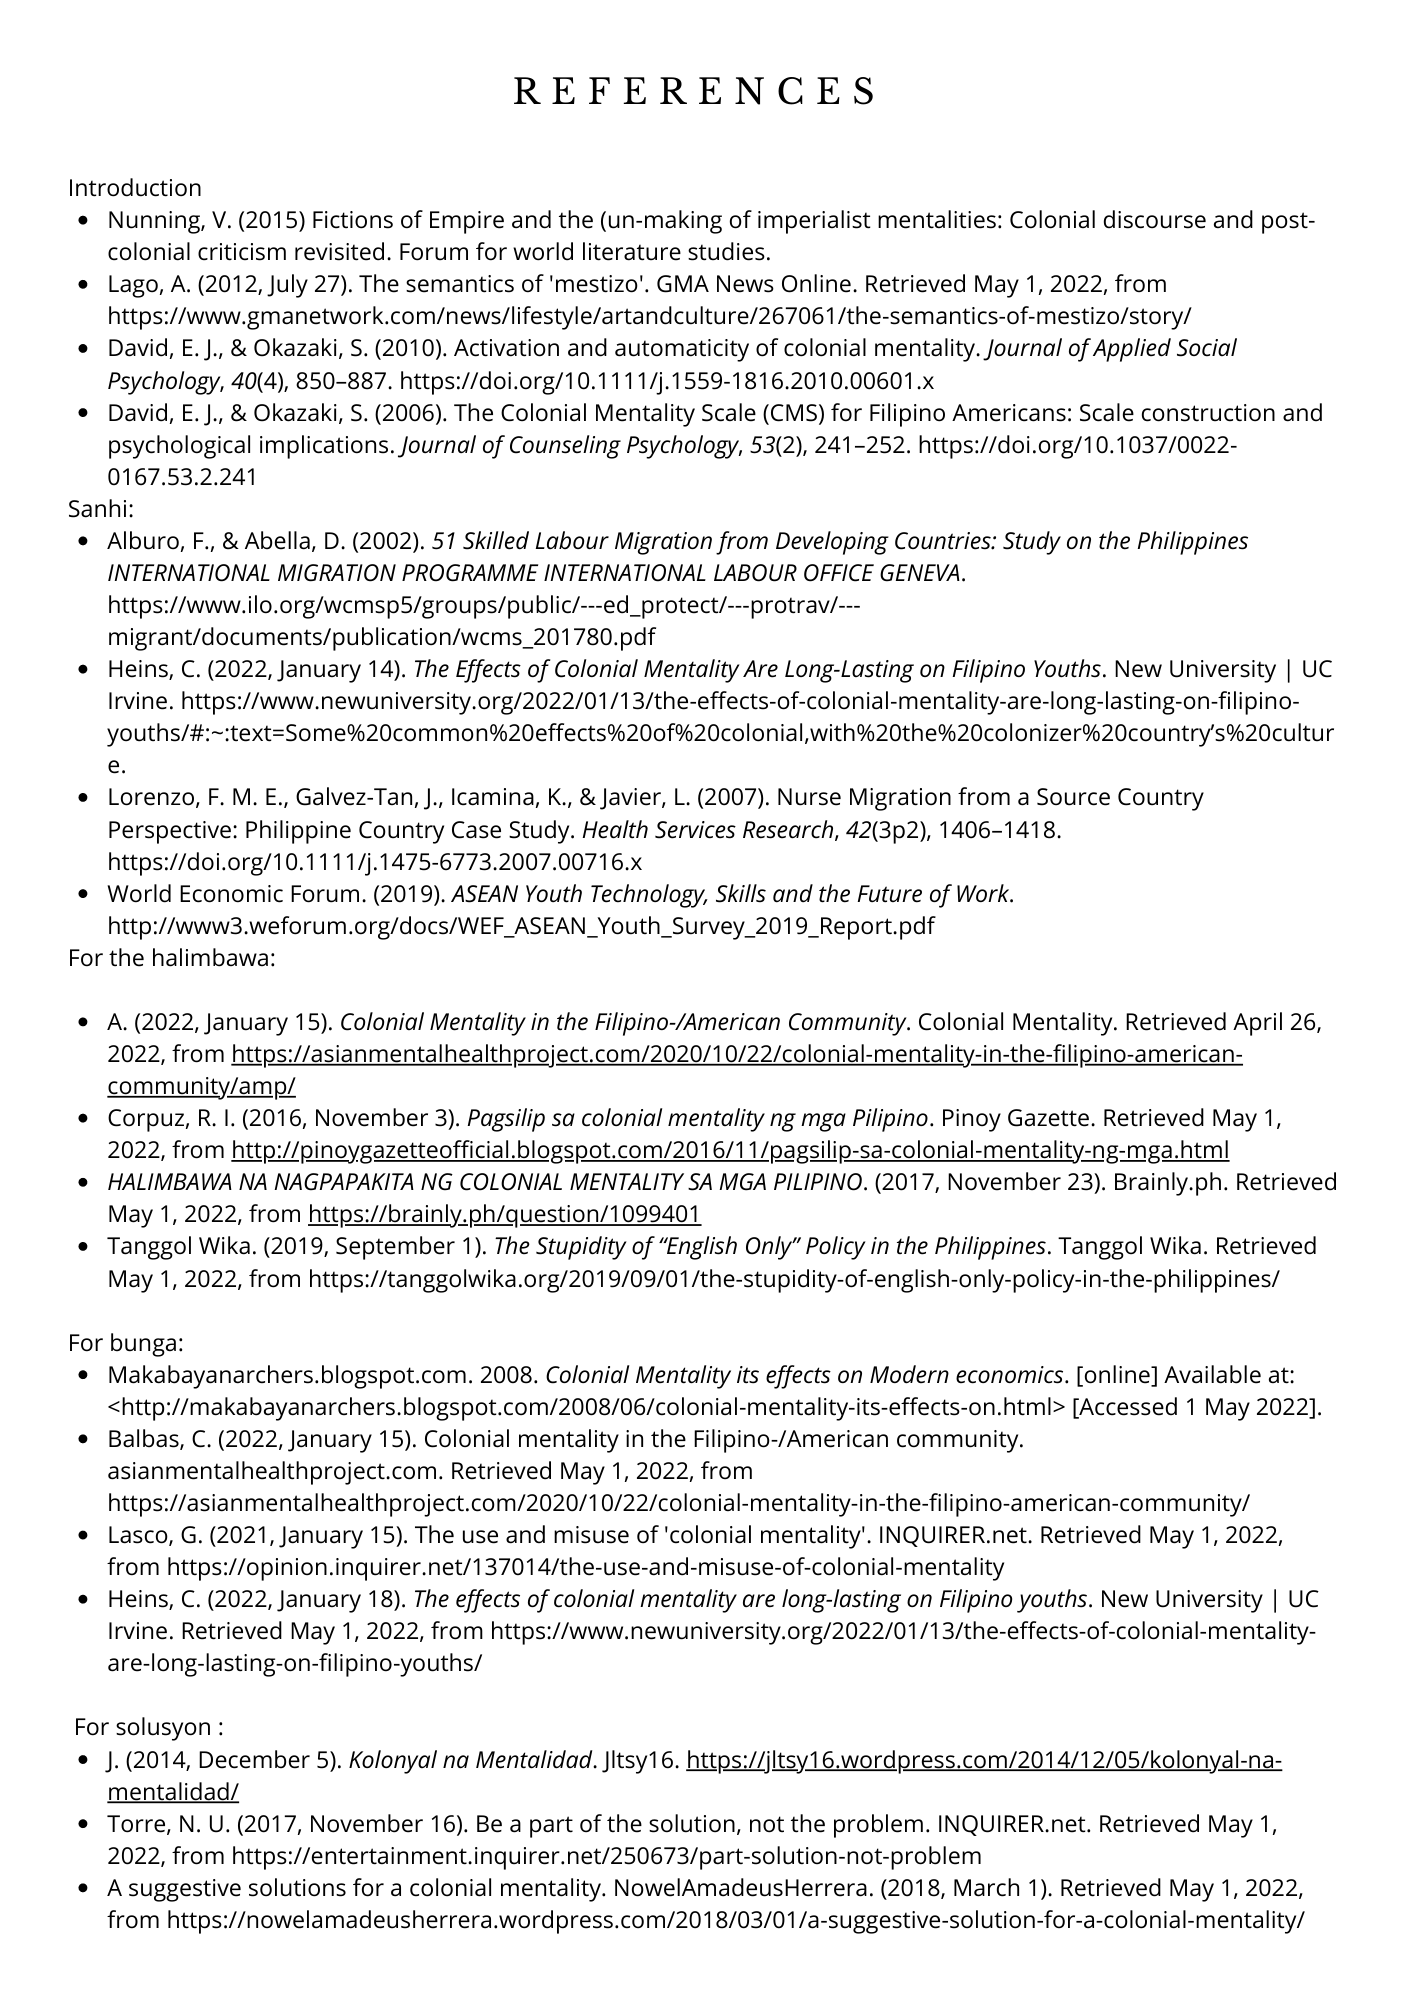 REFERENCES
Introduction
• Nunning, V. (2015) Fictions of Empire and the (un-making of imperialist mentalities: Colonial discourse and post-
colonial criticism revisited. Forum for world literature studies.
• Lago, A. (2012, July 27). The semantics of 'mestizo'. GMA News Online. Retrieved May 1, 2022, from
https://www.gmanetwork.com/news/lifestyle/artandculture/267061/the-semantics-of-mestizo/story/
• David, E. J., & Okazaki, S. (2010). Activation and automaticity of colonial mentality. Journal of Applied Social
Psychology, 40(4), 850–887. https://doi.org/10.1111/j.1559-1816.2010.00601.x
• David, E. J., & Okazaki, S. (2006). The Colonial Mentality Scale (CMS) for Filipino Americans: Scale construction and
psychological implications. Journal of Counseling Psychology, 53(2), 241–252. https://doi.org/10.1037/0022-
0167.53.2.241
Sanhi:
• Alburo, F., & Abella, D. (2002). 51 Skilled Labour Migration from Developing Countries: Study on the Philippines
INTERNATIONAL MIGRATION PROGRAMME INTERNATIONAL LABOUR OFFICE GENEVA.
https://www.ilo.org/wcmsp5/groups/public/---ed_protect/---protrav/---
migrant/documents/publication/wcms_201780.pdf
• Heins, C. (2022, January 14). The Effects of Colonial Mentality Are Long-Lasting on Filipino Youths. New University | UC
Irvine. https://www.newuniversity.org/2022/01/13/the-effects-of-colonial-mentality-are-long-lasting-on-filipino-
youths/#:~:text=Some%20common%20effects%20of%20colonial,with%20the%20colonizer%20country’s%20cultur
e.
• Lorenzo, F. M. E., Galvez-Tan, J., Icamina, K., & Javier, L. (2007). Nurse Migration from a Source Country
Perspective: Philippine Country Case Study. Health Services Research, 42(3p2), 1406–1418.
https://doi.org/10.1111/j.1475-6773.2007.00716.x
• World Economic Forum. (2019). ASEAN Youth Technology, Skills and the Future of Work.
http://www3.weforum.org/docs/WEF_ASEAN_Youth_Survey_2019_Report.pdf
For the halimbawa:
• A. (2022, January 15). Colonial Mentality in the Filipino-/American Community. Colonial Mentality. Retrieved April 26,
2022, from https://asianmentalhealthproject.com/2020/10/22/colonial-mentality-in-the-filipino-american-
community/amp/
• Corpuz, R. I. (2016, November 3). Pagsilip sa colonial mentality ng mga Pilipino. Pinoy Gazette. Retrieved May 1,
2022, from http://pinoygazetteofficial.blogspot.com/2016/11/pagsilip-sa-colonial-mentality-ng-mga.html
• HALIMBAWA NA NAGPAPAKITA NG COLONIAL MENTALITY SA MGA PILIPINO. (2017, November 23). Brainly.ph. Retrieved
May 1, 2022, from https://brainly.ph/question/1099401
• Tanggol Wika. (2019, September 1). The Stupidity of “English Only” Policy in the Philippines. Tanggol Wika. Retrieved
May 1, 2022, from https://tanggolwika.org/2019/09/01/the-stupidity-of-english-only-policy-in-the-philippines/
For bunga:
• Makabayanarchers.blogspot.com. 2008. Colonial Mentality its effects on Modern economics. [online] Available at:
<http://makabayanarchers.blogspot.com/2008/06/colonial-mentality-its-effects-on.html> [Accessed 1 May 2022].
• Balbas, C. (2022, January 15). Colonial mentality in the Filipino-/American community.
asianmentalhealthproject.com. Retrieved May 1, 2022, from
https://asianmentalhealthproject.com/2020/10/22/colonial-mentality-in-the-filipino-american-community/
• Lasco, G. (2021, January 15). The use and misuse of 'colonial mentality'. INQUIRER.net. Retrieved May 1, 2022,
from https://opinion.inquirer.net/137014/the-use-and-misuse-of-colonial-mentality
• Heins, C. (2022, January 18). The effects of colonial mentality are long-lasting on Filipino youths. New University | UC
Irvine. Retrieved May 1, 2022, from https://www.newuniversity.org/2022/01/13/the-effects-of-colonial-mentality-
are-long-lasting-on-filipino-youths/
For solusyon :
• J. (2014, December 5). Kolonyal na Mentalidad. Jltsy16. https://jltsy16.wordpress.com/2014/12/05/kolonyal-na-
mentalidad/
• Torre, N. U. (2017, November 16). Be a part of the solution, not the problem. INQUIRER.net. Retrieved May 1,
2022, from https://entertainment.inquirer.net/250673/part-solution-not-problem
• A suggestive solutions for a colonial mentality. NowelAmadeusHerrera. (2018, March 1). Retrieved May 1, 2022,
from https://nowelamadeusherrera.wordpress.com/2018/03/01/a-suggestive-solution-for-a-colonial-mentality/